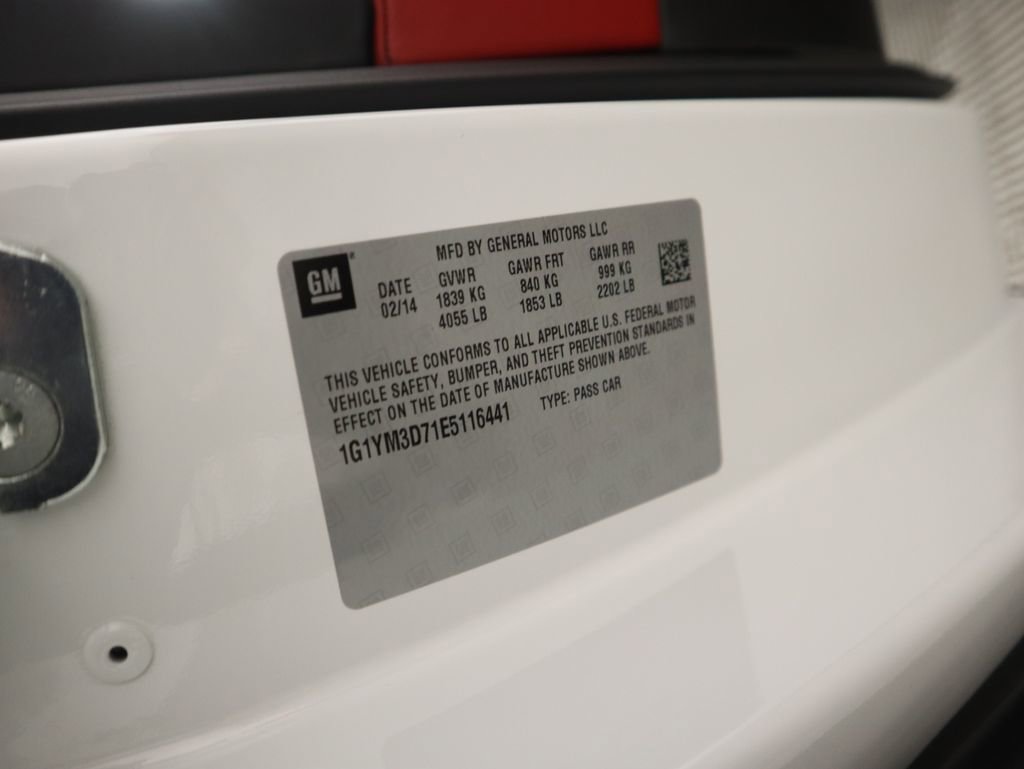 MFD BY GENERAL MOTORS LLC
GM
DATE GVWR GAWR FRT GAWR RR
02/14 1839 KG 840 KG 999 KG
4055 LB 1853 LB 2202 LB
THIS VEHICLE CONFORMS TO ALL APPLICABLE U.S. FEDERAL MOTOR
VEHICLE SAFETY, BUMPER, AND THEFT PREVENTION STANDARDS IN
EFFECT ON THE DATE OF MANUFACTURE SHOWN ABOVE.
1G1YM3D71E5116441 TYPE: PASS CAR